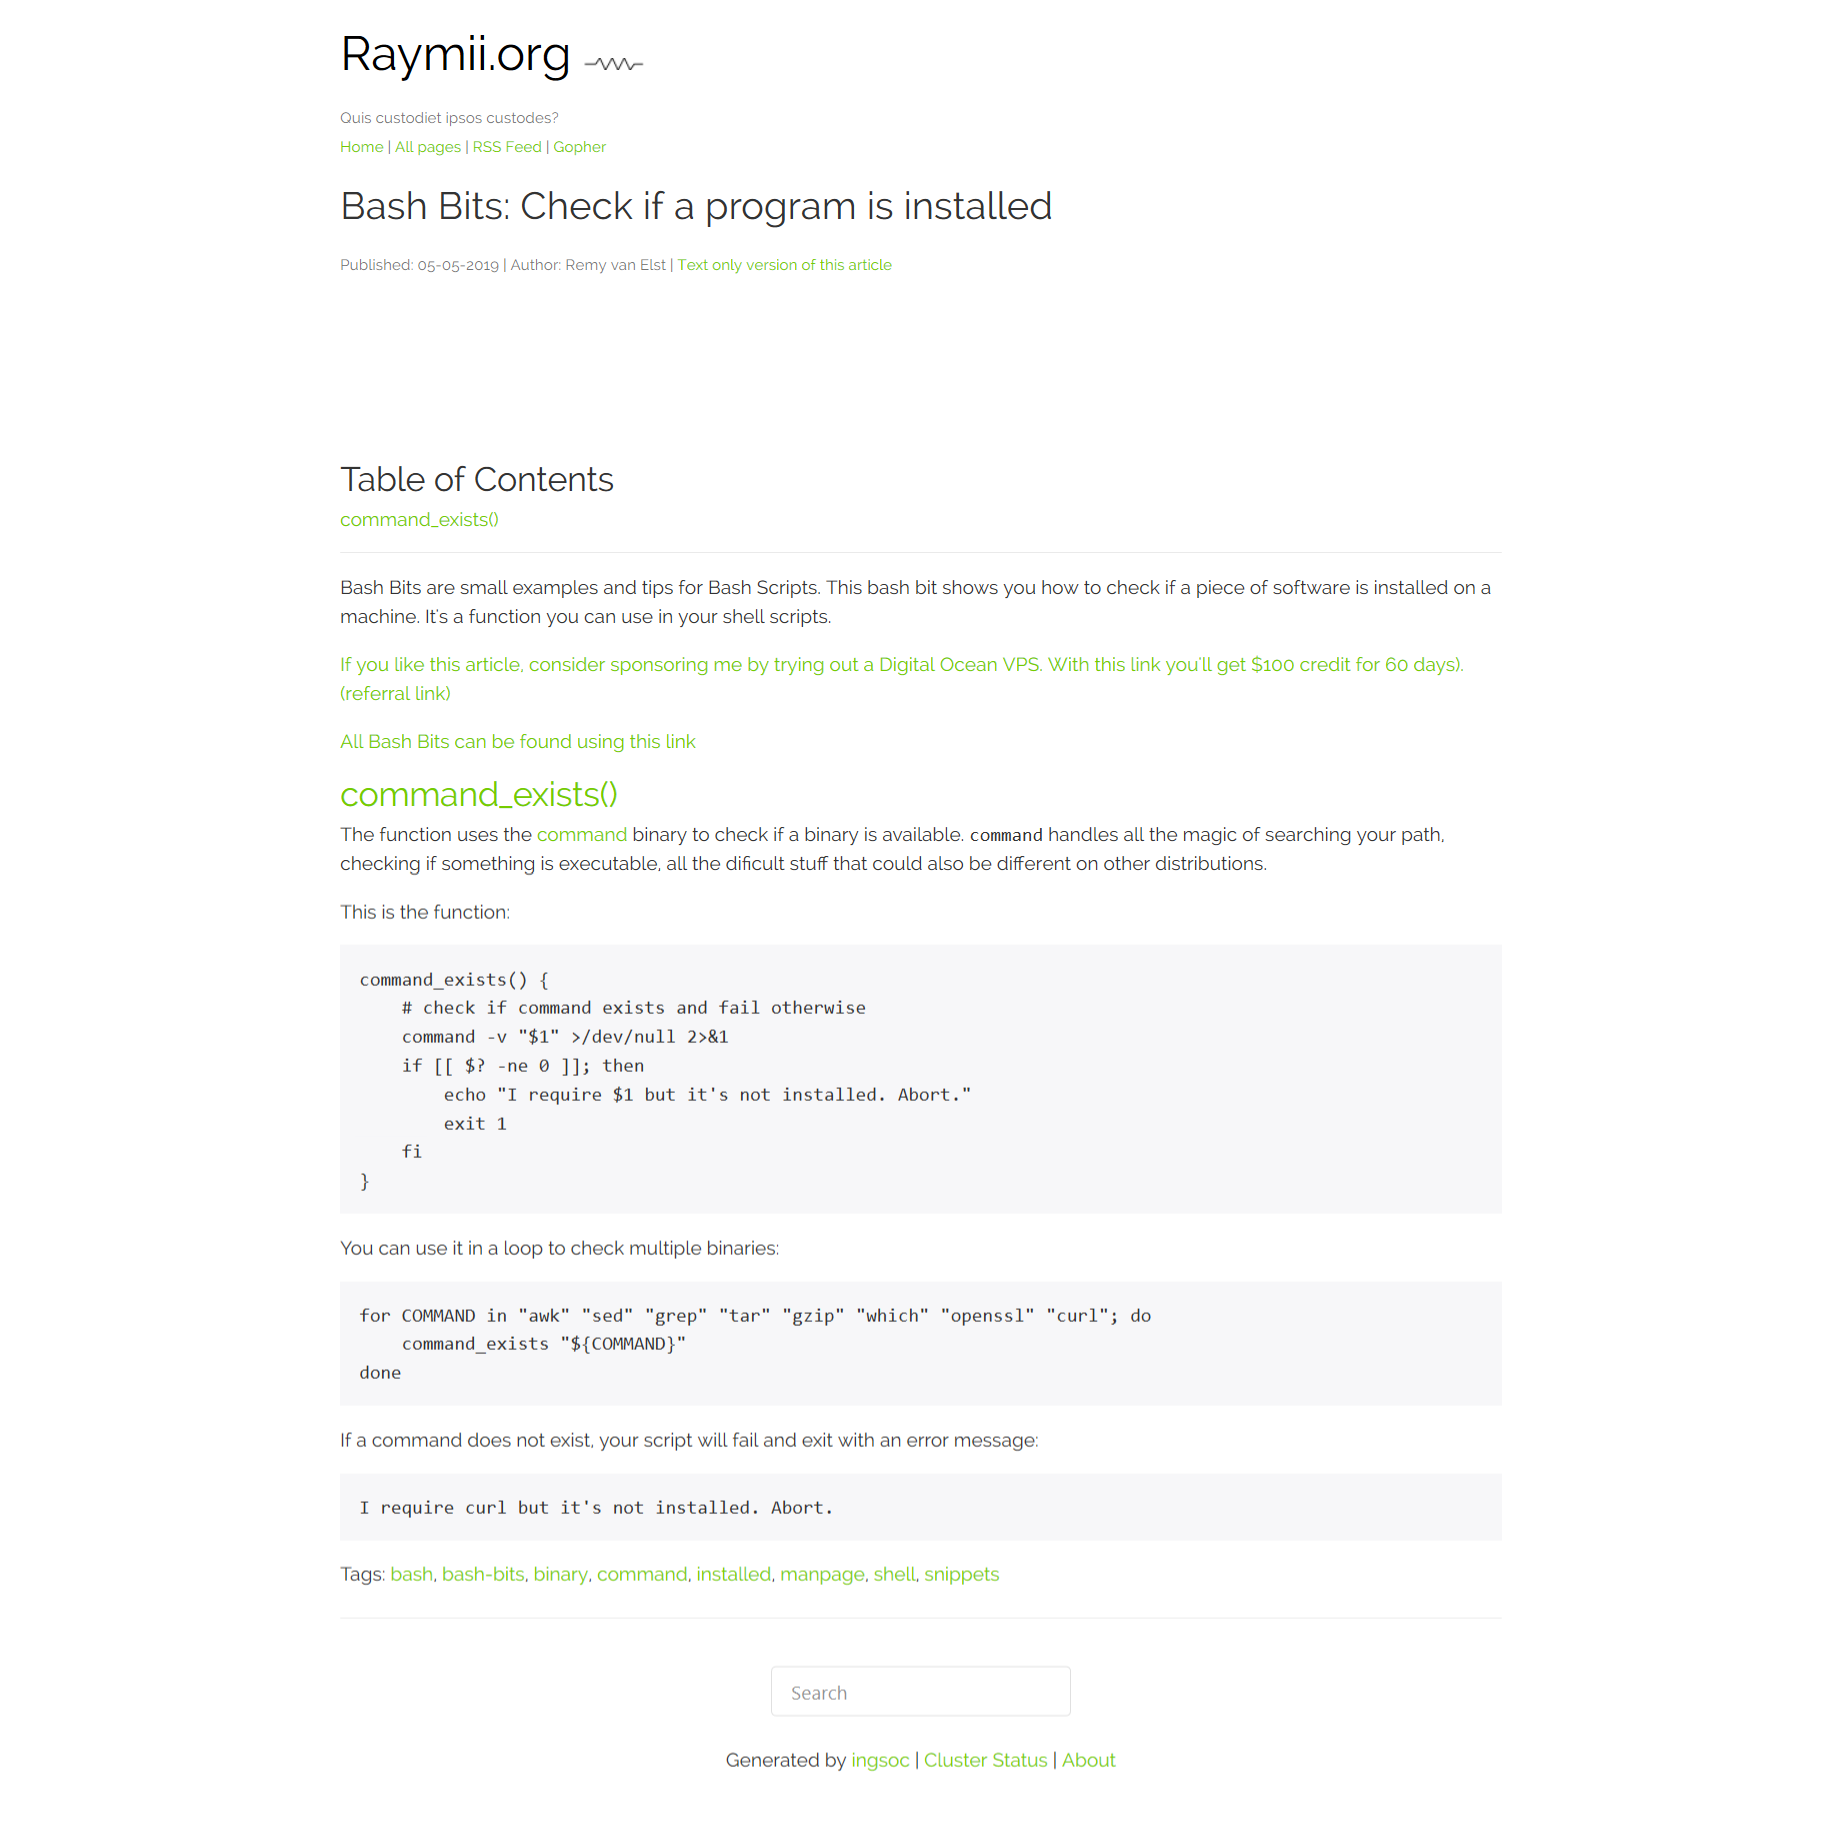 Raymii.org
Quis custodiet ipsos custodes?
Home | All pages | RSS Feed | Gopher
Bash Bits: Check if a program is installed
Published: 05-05-2019 | Author: Remy van Elst | Text only version of this article
Table of Contents
command_exists()
Bash Bits are small examples and tips for Bash Scripts. This bash bit shows you how to check if a piece of software is installed on a
machine. It's a function you can use in your shell scripts.
If you like this article, consider sponsoring me by trying out a Digital Ocean VPS. With this link you'll get $100 credit for 60 days).
(referral link)
All Bash Bits can be found using this link
command_exists()
The function uses the command binary to check if a binary is available. command handles all the magic of searching your path,
checking if something is executable, all the dificult stuff that could also be different on other distributions.
This is the function:
command_exists() {
    # check if command exists and fail otherwise
    command -v "$1" >/dev/null 2>&1
    if [[ $? -ne 0 ]]; then
        echo "I require $1 but it's not installed. Abort."
        exit 1
    fi
}
You can use it in a loop to check multiple binaries:
for COMMAND in "awk" "sed" "grep" "tar" "gzip" "which" "openssl" "curl"; do
    command_exists "${COMMAND}"
done
If a command does not exist, your script will fail and exit with an error message:
I require curl but it's not installed. Abort.
Tags: bash, bash-bits, binary, command, installed, manpage, shell, snippets
Search
Generated by ingsoc | Cluster Status | About